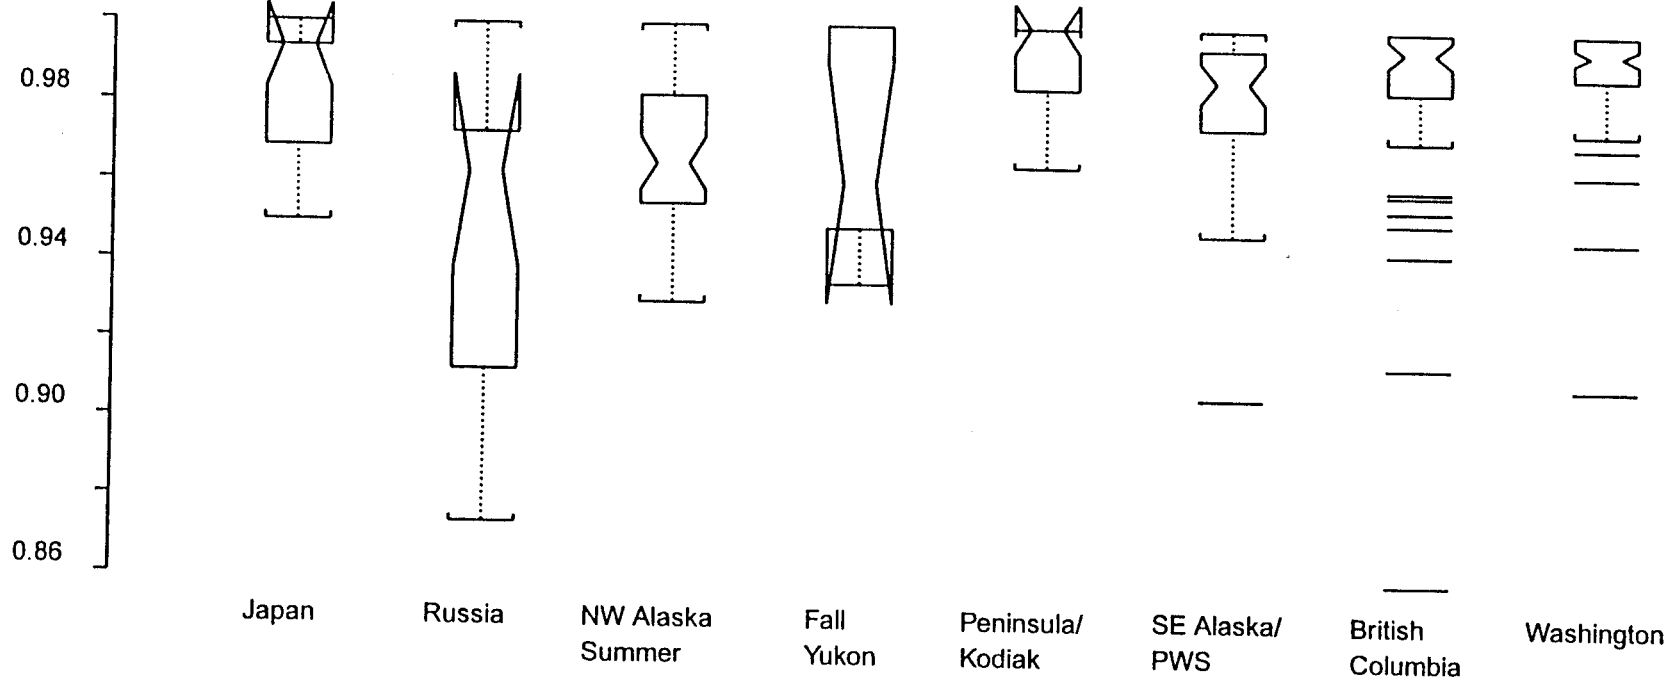 0.98
0.94
0.90
0.86
Japan
Russia
NW Alaska
Summer
Fall
Yukon
Peninsula/
Kodiak
SE Alaska/
PWS
British
Columbia
Washington